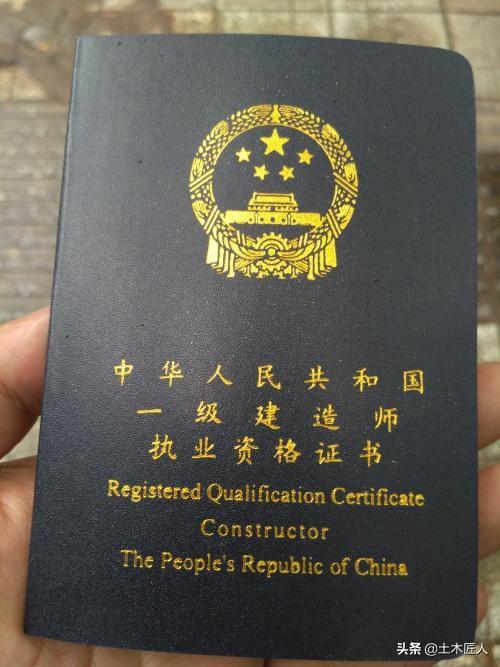 中华人民共和国
一级建造师
执业资格证书
Registered Qualification Certificate
Constructor
The People's Republic of China
头条 @土木匠人